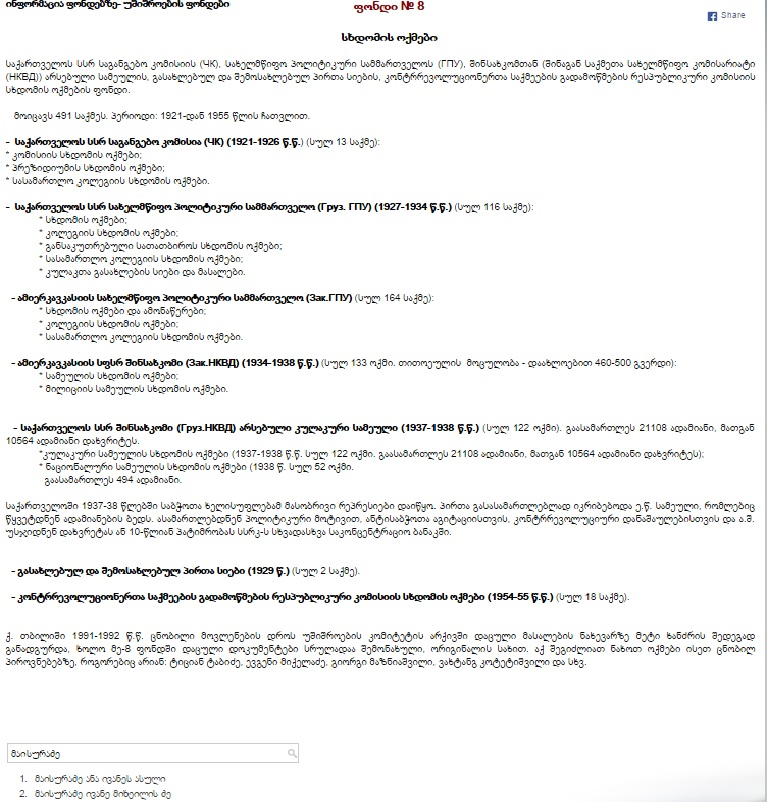 ინფორმაცია ფონდებზე- უშიშროების ფონდები
ფონდი № 8
Share
სხდომის ოქმები
საქართველოს სსრ საგანგებო კომისიის (ЧК), სახელმწიფო პოლიტიკური სამმართველოს (ГПУ), შინსახკომთან (შინაგან საქმეთა სახელმწიფო კომისარიატი
(НКВД)) არსებული სამეულის, გასახლებულ და შემოსახლებულ პირთა სიების, კონტრრევოლუციონერთა საქმეების გადამოწმების რესპუბლიკური კომისიის
სხდომის ოქმების ფონდი.
მოიცავს 491 საქმეს. პერიოდი: 1921-დან 1955 წლის ჩათვლით.
- საქართველოს სსრ საგანგებო კომისია (ЧК) (1921-1926 წ.წ.) (სულ 13 საქმე):
* კომისიის სხდომის ოქმები;
* პრეზიდიუმის სხდომის ოქმები;
* სასამართლო კოლეგიის სხდომის ოქმები.
- საქართველოს სსრ სახელმწიფო პოლიტიკური სამმართველო (Груз. ГПУ) (1927-1934 წ.წ.) (სულ 116 საქმე):
* სხდომის ოქმები;
* კოლეგიის სხდომის ოქმები;
* განსაკუთრებული სათათბიროს სხდომის ოქმები;
* სასამართლო კოლეგიის სხდომის ოქმები;
* კულაკთა გასახლების სიები და მასალები.
- ამიერკავკასიის სახელმწიფო პოლიტიკური სამმართველო (Зак.ГПУ) (სულ 164 საქმე):
* სხდომის ოქმები და ამონაწერები;
* კოლეგიის სხდომის ოქმები;
* სასამართლო კოლეგიის სხდომის ოქმები.
- ამიერკავკასიის სფსრ შინსახკომი (Зак.НКВД) (1934-1938 წ.წ.) (სულ 133 ოქმი. თითოეულის მოცულობა - დაახლოებით 460-500 გვერდი):
* სამეულის სხდომის ოქმები;
* მილიციის სამეულის სხდომის ოქმები.
- საქართველოს სსრ შინსახკომი (Груз.НКВД) არსებული კულაკური სამეული (1937-1938 წ.წ.) (სულ 122 ოქმი). გაასამართლეს 21108 ადამიანი, მათგან
10564 ადამიანი დახვრიტეს.
*კულაკური სამეულის სხდომის ოქმები (1937-1938 წ.წ. სულ 122 ოქმი. გაასამართლეს 21108 ადამიანი, მათგან 10564 ადამიანი დახვრიტეს);
* ნაციონალური სამეულის სხდომის ოქმები (1938 წ. სულ 52 ოქმი.
გაასამართლეს 494 ადამიანი.
საქართველოში 1937-38 წლებში საბჭოთა ხელისუფლებამ მასობრივი რეპრესიები დაიწყო. პირთა გასასამართლებლად იკრიბებოდა ე.წ. სამეული, რომლებიც
წყვეტდნენ ადამიანების ბედს. ასამართლებდნენ პოლიტიკური მოტივით, ანტისაბჭოთა აგიტაციისთვის, კონტრრევოლუციური დანაშაულებისთვის და ა.შ.
უსჯიდნენ დახვრეტას ან 10-წლიან პატიმრობას სსრკ-ს სხვადასხვა საკონცენტრაციო ბანაკში.
- გასახლებულ და შემოსახლებულ პირთა სიები (1929 წ.) (სულ 2 საქმე).
- კონტრრევოლუციონერთა საქმეების გადამოწმების რესპუბლიკური კომისიის სხდომის ოქმები (1954-55 წ.წ.) (სულ 18 საქმე).
ქ. თბილიში 1991-1992 წ.წ. ცნობილი მოვლენების დროს უშიშროების კომიტეტის არქივში დაცული მასალების ნახევარზე მეტი ხანძრის შედეგად
განადგურდა, ხოლო მე-8 ფონდში დაცული დოკუმენტები სრულადაა შემონახული, ორიგინალის სახით. აქ შეგიძლიათ ნახოთ ოქმები ისეთ ცნობილ
პიროვნებებზე, როგორებიც არიან: ტიციან ტაბიძე, ევგენი მიქელაძე, გიორგი მაზნიაშვილი, ვახტანგ კოტეტიშვილი და სხვ.
მაისურაძე
1. მაისურაძე ანა ივანეს ასული
2. მაისურაძე ივანე მიხეილის ძე